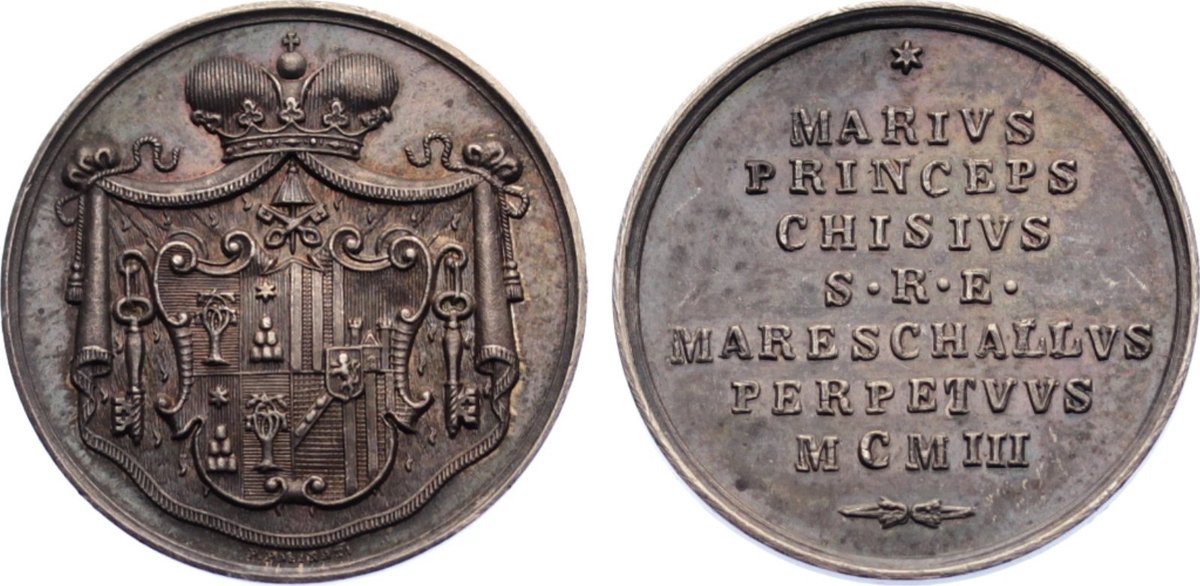 MARIVS
PRINCEPS
CHISIVS
S·R·E·
MARESCHALLVS
PERPETVVS
MCMIII